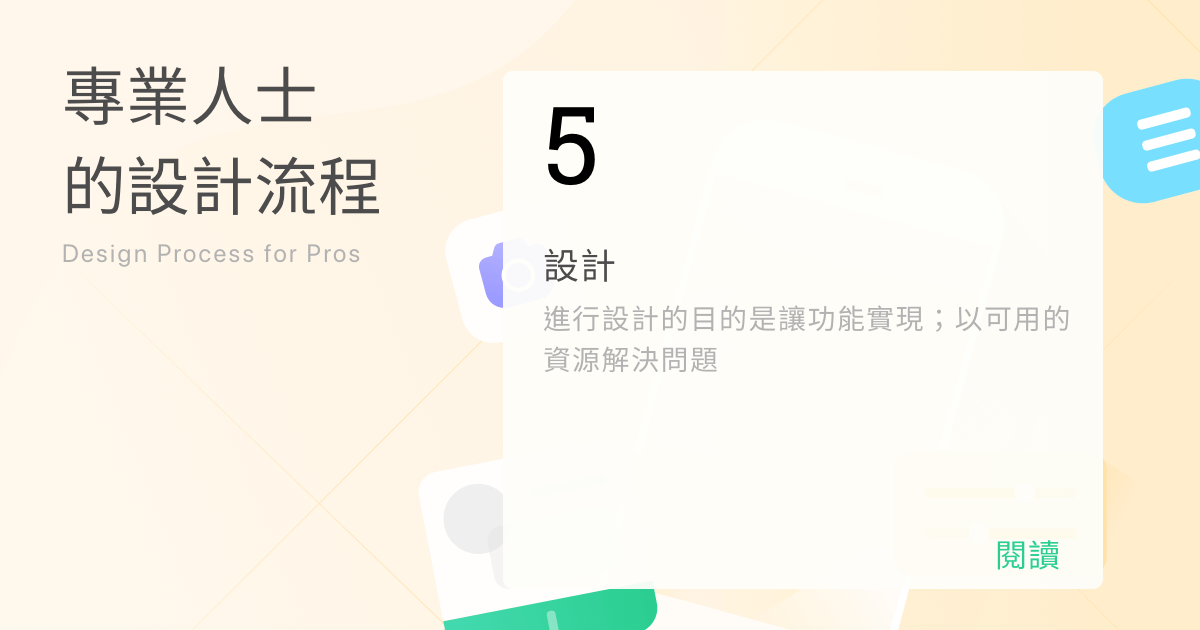 專業人士
的設計流程
Design Process for Pros
5
設計
進行設計的目的是讓功能實現；以可用的
資源解決問題
閱讀